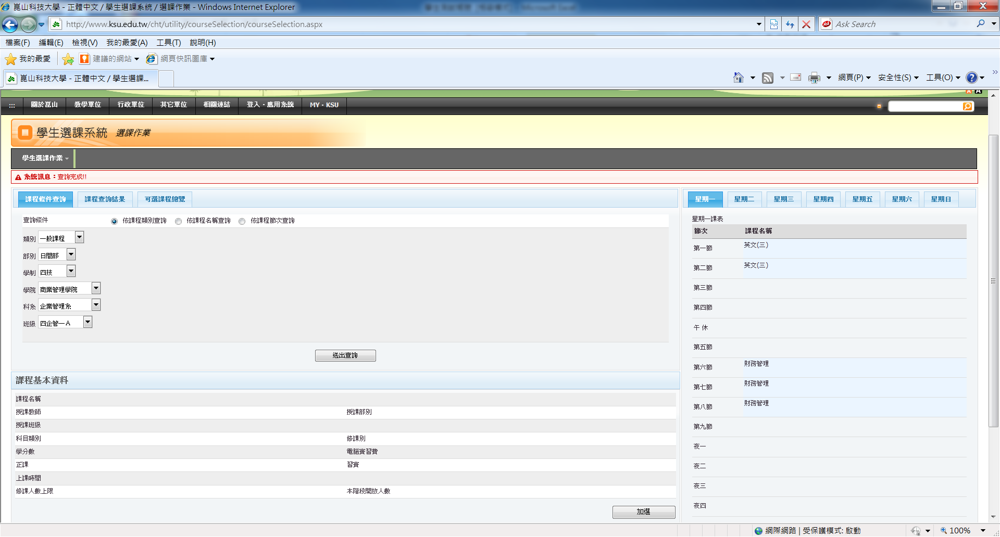 崑山科技大學 - 正體中文 / 學生選課系統 / 選課作業 - Windows Internet Explorer
http://www.ksu.edu.tw/cht/utility/courseSelection/courseSelection.aspx
Ask Search
檔案(F) 編輯(E) 檢視(V) 我的最愛(A) 工具(T) 說明(H)
我的最愛 建議的網站 網頁快訊圖庫
崑山科技大學 - 正體中文 / 學生選課...
網頁(P) 安全性(S) 工具(O)
A A
::: 關於崑山 教學單位 行政單位 其它單位 相關連結 登入‧應用系統 MY‧KSU
學生選課系統 選課作業
學生選課作業
系統訊息：查詢完成!!
課程條件查詢 課程查詢結果 可選課程總覽
查詢條件 依課程類別查詢 依課程名稱查詢 依課程節次查詢
類別 一般課程
部別 日間部
學制 四技
學院 商業管理學院
科系 企業管理系
班級 四企管一A
送出查詢
課程基本資料
課程名稱
授課教師 授課部別
授課班級
科目類別 修課別
學分數 電腦實習費
正課 習實
上課時間
修課人數上限 本階段開放人數
加選
星期一 星期二 星期三 星期四 星期五 星期六 星期日
星期一課表
節次 課程名稱
第一節 英文(三)
第二節 英文(三)
第三節
第四節
午 休
第五節
第六節 財務管理
第七節 財務管理
第八節 財務管理
第九節
夜一
夜二
夜三
夜四
網際網路 | 受保護模式: 啟動
100%